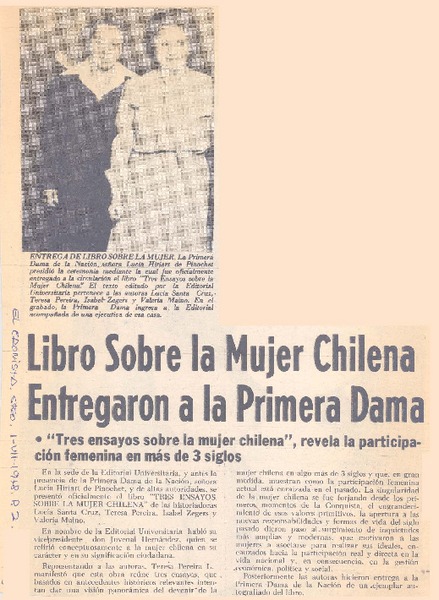 ENTREGA DE LIBRO SOBRE LA MUJER. La Primera
Dama de la Nación, señora Lucía Hiriart de Pinochet
presidió la ceremonia mediante la cual fue oficialmente
entregado a la circulación el libro "Tres Ensayos sobre la
Mujer Chilena". El texto editado por la Editorial
Universitaria pertenece a las autoras Lucía Santa Cruz,
Teresa Pereira, Isabel Zegers y Valeria Maino. En el
grabado, la Primera Dama ingresa a la Editorial
acompañada de una ejecutiva de esa casa.
Libro Sobre la Mujer Chilena
Entregaron a la Primera Dama
• "Tres ensayos sobre la mujer chilena", revela la participa-
ción femenina en más de 3 siglos
En la sede de la Editorial Universitaria, y ante la
presencia de la Primera Dama de la Nación, señora
Lucía Hiriart de Pinochet, y de altas autoridades, se
presentó oficialmente el libro "TRES ENSAYOS
SOBRE LA MUJER CHILENA" de las historiadoras
Lucía Santa Cruz, Teresa Pereira, Isabel Zegers y
Valeria Maino.
En nombre de la Editorial Universitaria habló su
vicepresidente don Juvenal Hernández, quien se
refirió conceptuosamente a la mujer chilena en su
carácter y en su significación ciudadana.
Representando a las autoras, Teresa Pereira L.,
manifestó que esta obra reúne tres ensayos, que
basados en antecedentes históricos relevantes inten-
tan dar una visión panorámica del devenir de la
mujer chilena en algo más de 3 siglos y que, en gran
medida, muestran como la participación femenina
actual está enraizada en el pasado. La singularidad
de la mujer chilena se fue forjando desde los pri-
meros, momentos de la Conquista, el engrandeci-
miento de esos valores primitivos, la apertura a las
nuevas responsabilidades y formas de vida del siglo
pasado dieron paso al surgimiento de inquietudes
más amplias y modernas, que motivaron a las
mujeres a asociarse para realizar sus ideales, en-
cauzados hacia la participación real y directa en la
vida nacional y, en consecuencia, en la gestión
económica, política y social.
Posteriormente las autoras hicieron entrega a la
Primera Dama de la Nación de un ejemplar au-
tografiado del libro.
EL CRONISTA, STGO. 1-VII-1978 P. 2.